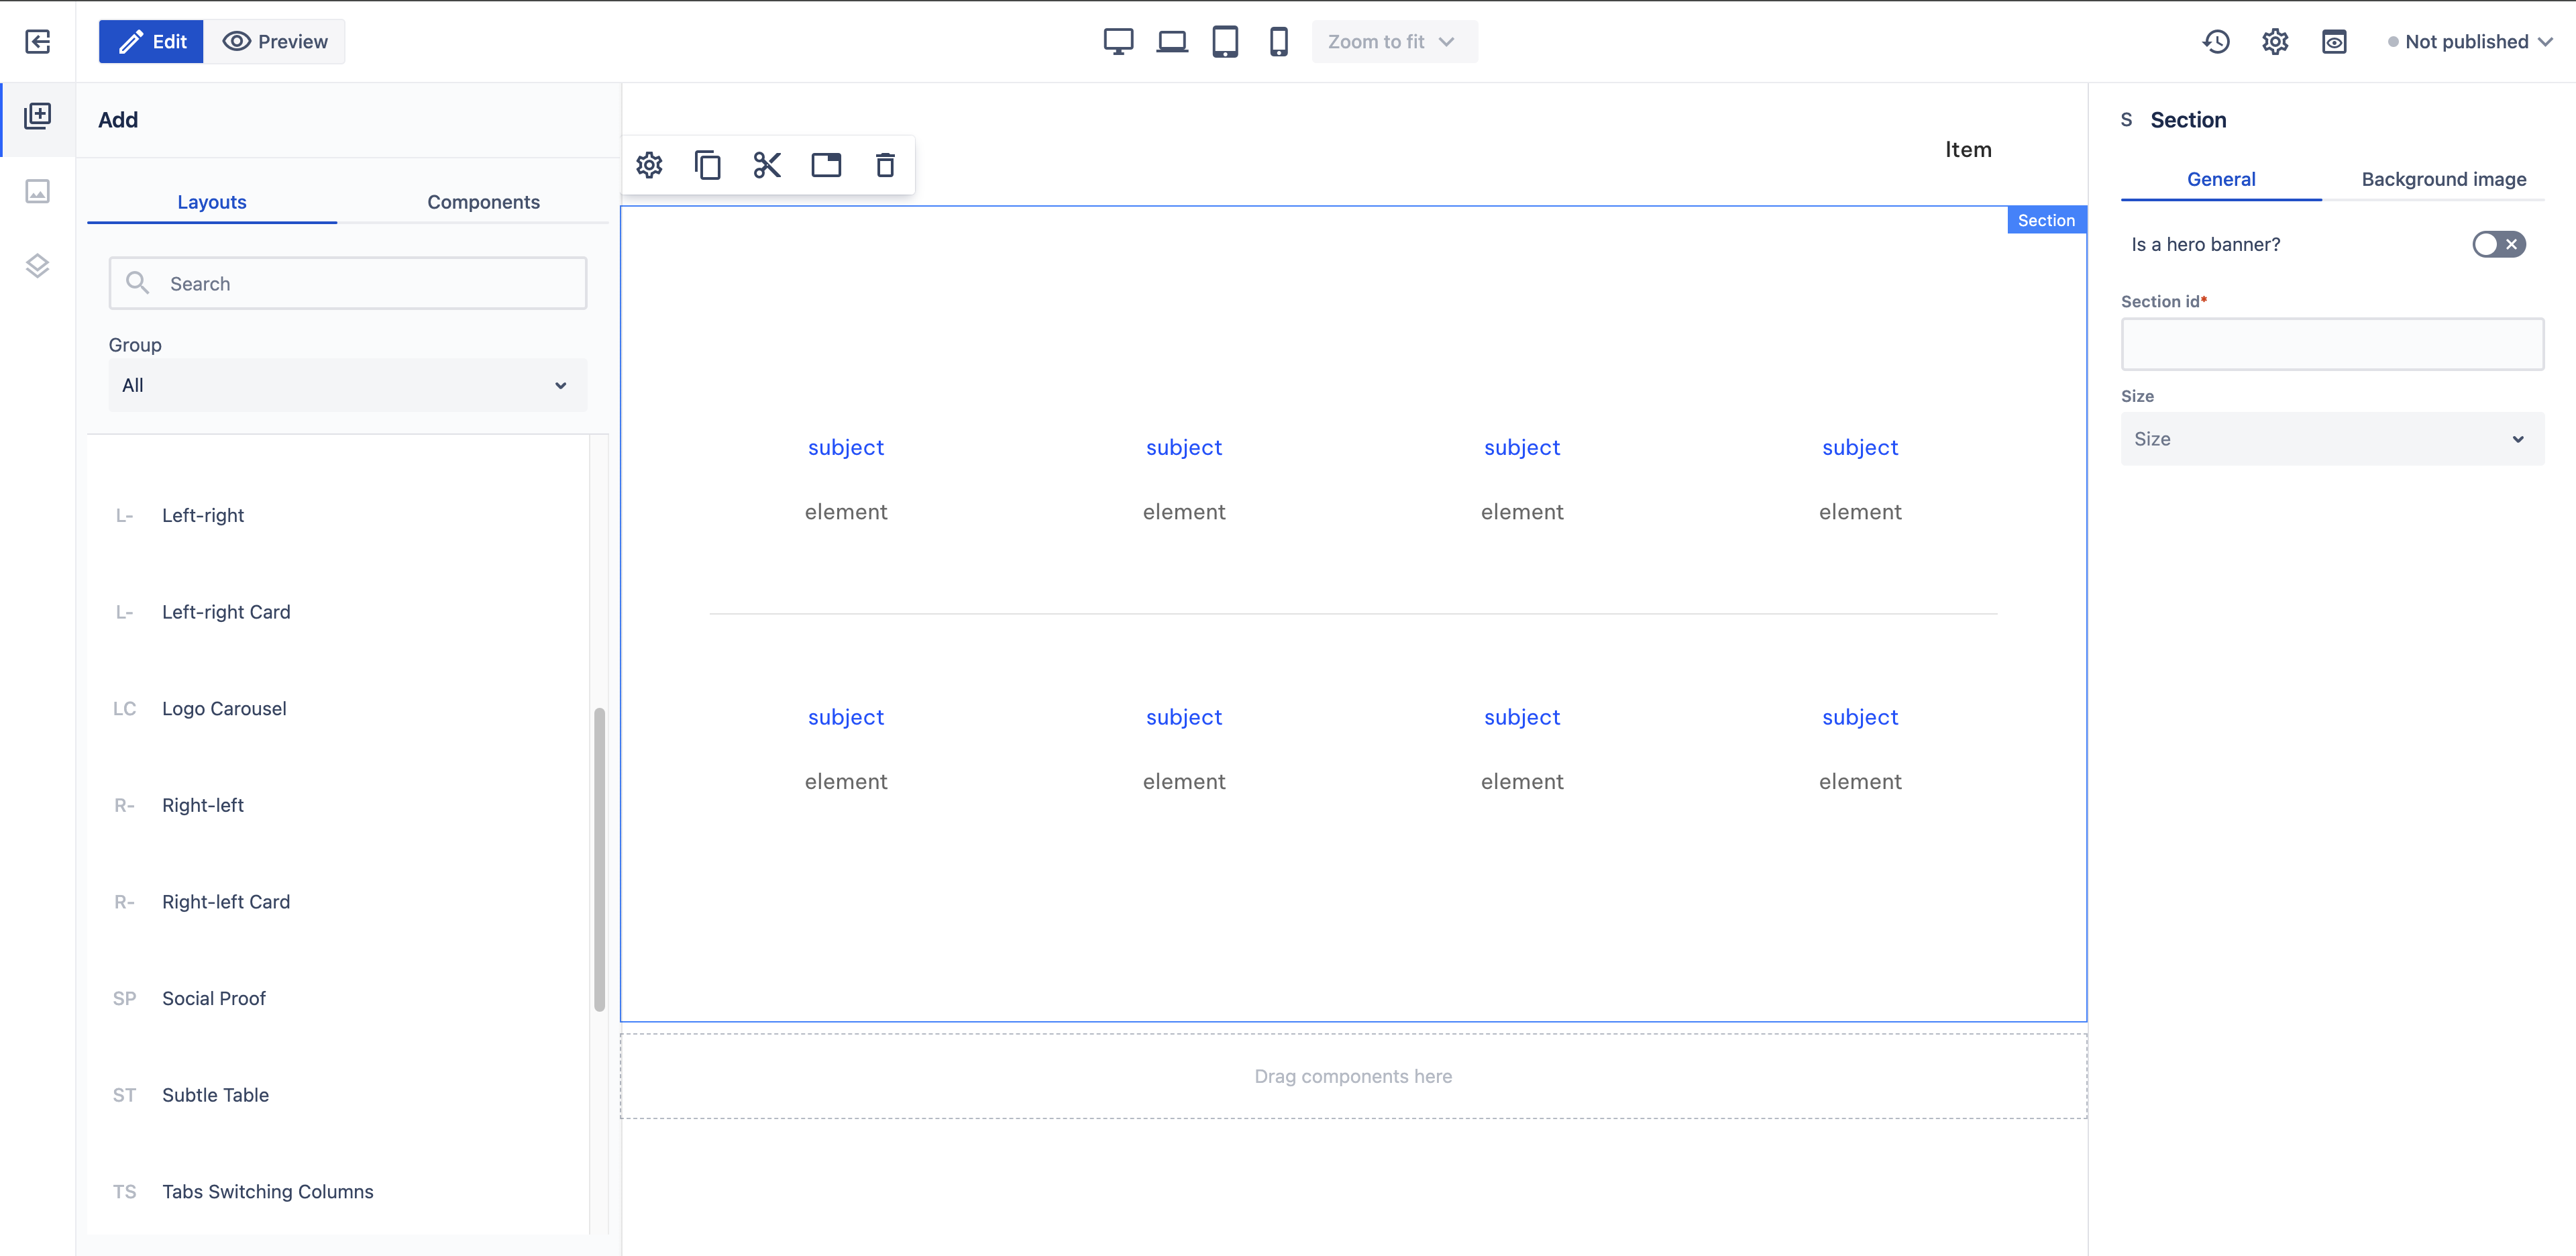 Edit Preview Zoom to fit Not published
Add
Layouts Components
Search
Group
All
L- Left-right
L- Left-right Card
LC Logo Carousel
R- Right-left
R- Right-left Card
SP Social Proof
ST Subtle Table
TS Tabs Switching Columns
Item
Section
subject subject subject subject
element element element element
subject subject subject subject
element element element element
Drag components here
S Section
General Background image
Is a hero banner?
Section id*
Size
Size